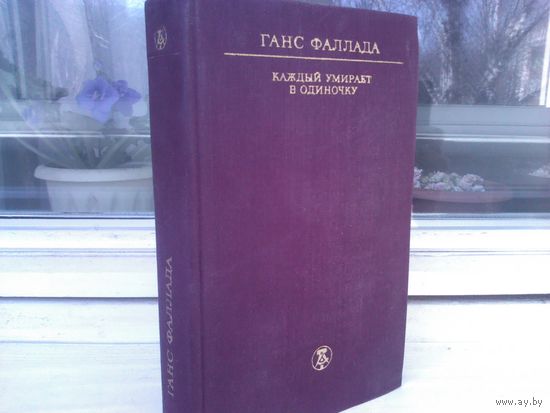 ГАНС ФАЛЛАДА
КАЖДЫЙ УМИРАЕТ
В ОДИНОЧКУ
ГАНС ФАЛЛАДА
www.ay.by